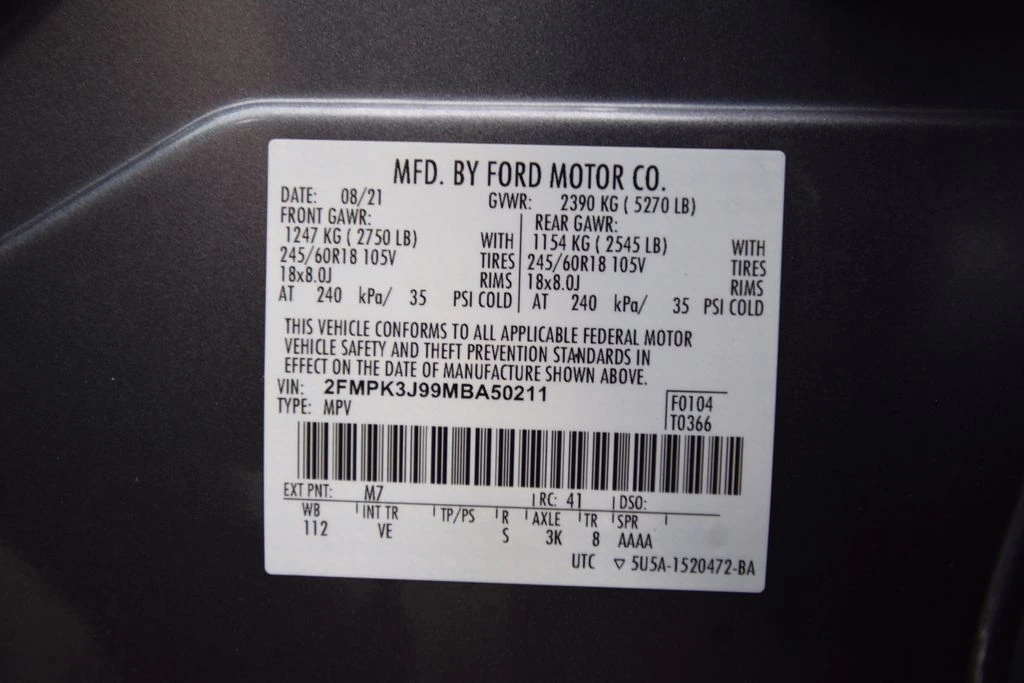 MFD. BY FORD MOTOR CO.
DATE: 08/21 GVWR: 2390 KG ( 5270 LB)
FRONT GAWR: REAR GAWR:
1247 KG ( 2750 LB) WITH 1154 KG ( 2545 LB) WITH
245/60R18 105V TIRES 245/60R18 105V TIRES
18x8.0J RIMS 18x8.0J RIMS
AT 240 kPa/ 35 PSI COLD AT 240 kPa/ 35 PSI COLD
THIS VEHICLE CONFORMS TO ALL APPLICABLE FEDERAL MOTOR
VEHICLE SAFETY AND THEFT PREVENTION STANDARDS IN
EFFECT ON THE DATE OF MANUFACTURE SHOWN ABOVE.
VIN: 2FMPK3J99MBA50211
TYPE: MPV
F0104
T0366
EXT PNT: M7 RC: 41 DSO:
WB INT TR TP/PS R AXLE TR SPR
112 VE S 3K 8 AAAA
UTC ▽ 5U5A-1520472-BA